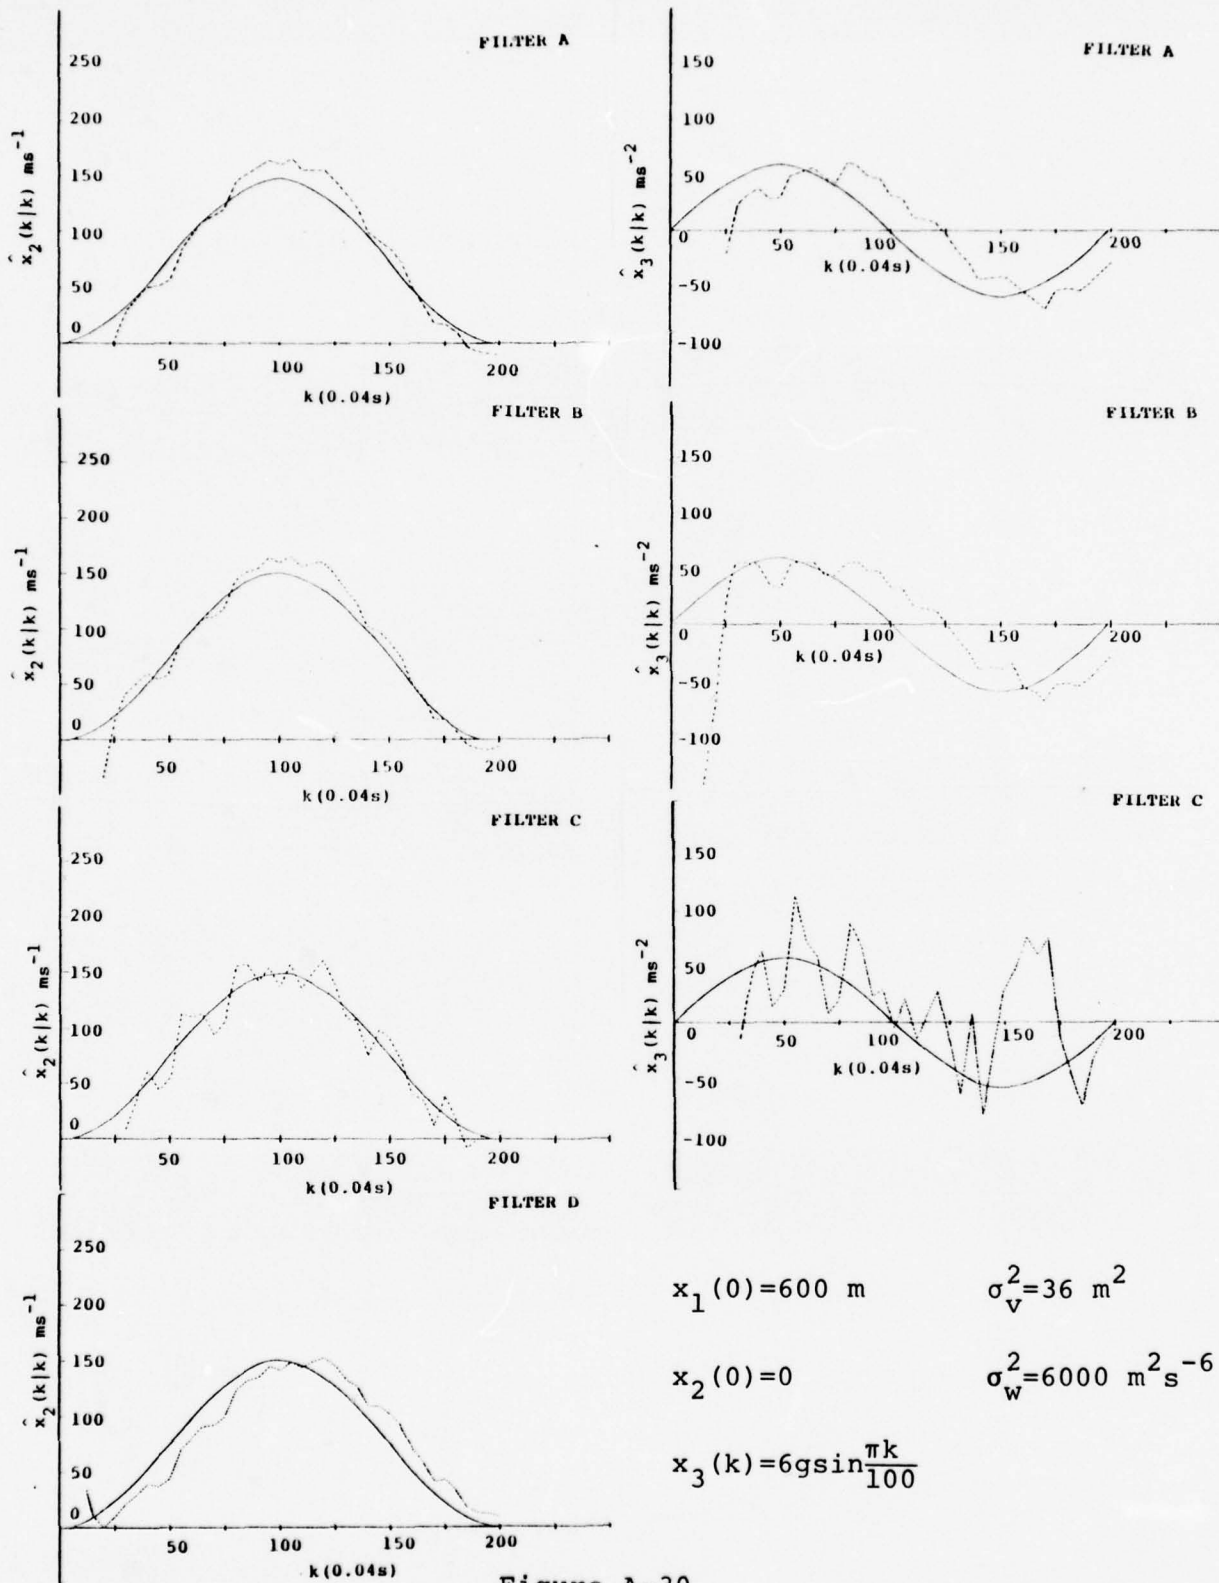 FILTER A
250
200
150
100
50
0
x̂₂(k|k) ms⁻¹
50 100 150 200
k(0.04s)
FILTER A
150
100
50
0
-50
-100
x̂₃(k|k) ms⁻²
50 100 150 200
k(0.04s)
FILTER B
250
200
150
100
50
0
x̂₂(k|k) ms⁻¹
50 100 150 200
k(0.04s)
FILTER B
150
100
50
0
-50
-100
x̂₃(k|k) ms⁻²
50 100 150 200
k(0.04s)
FILTER C
250
200
150
100
50
0
x̂₂(k|k) ms⁻¹
50 100 150 200
k(0.04s)
FILTER C
150
100
50
0
-50
-100
x̂₃(k|k) ms⁻²
50 100 150 200
k(0.04s)
FILTER D
250
200
150
100
50
0
x̂₂(k|k) ms⁻¹
50 100 150 200
k(0.04s)
x₁(0)=600 m σᵥ²=36 m²
x₂(0)=0 σ_w²=6000 m²s⁻⁶
x₃(k)=6gsin πk/100